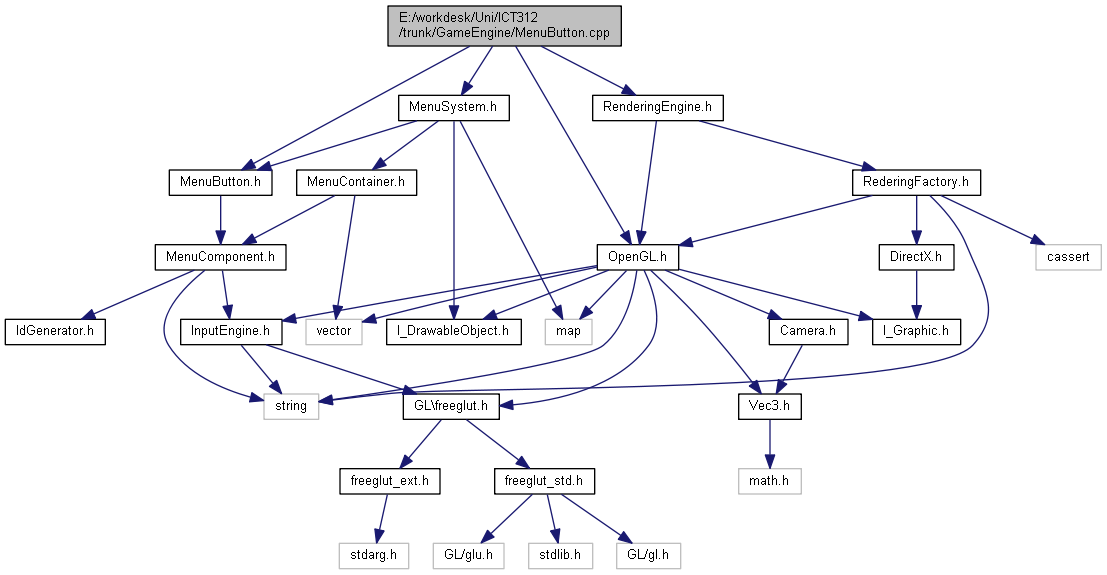 E:/workdesk/Uni/ICT312
/trunk/GameEngine/MenuButton.cpp
MenuSystem.h
RenderingEngine.h
MenuButton.h
MenuContainer.h
RederingFactory.h
MenuComponent.h
OpenGL.h
DirectX.h
cassert
IdGenerator.h
InputEngine.h
vector
I_DrawableObject.h
map
Camera.h
I_Graphic.h
string
GL\freeglut.h
Vec3.h
freeglut_ext.h
freeglut_std.h
math.h
stdarg.h
GL/glu.h
stdlib.h
GL/gl.h